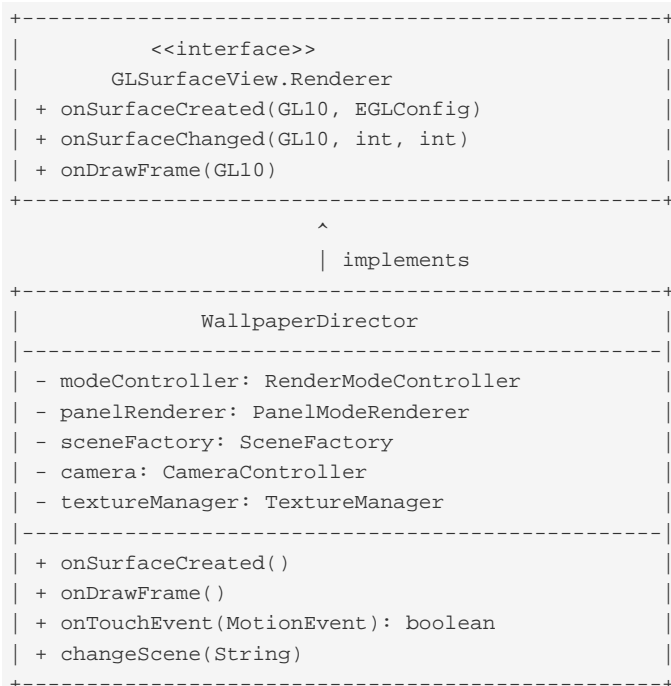 +--------------------------------------------------+
|          <<interface>>                           |
|       GLSurfaceView.Renderer                     |
| + onSurfaceCreated(GL10, EGLConfig)              |
| + onSurfaceChanged(GL10, int, int)               |
| + onDrawFrame(GL10)                              |
+--------------------------------------------------+
                        ^
                        | implements
+--------------------------------------------------+
|              WallpaperDirector                   |
|--------------------------------------------------|
| - modeController: RenderModeController           |
| - panelRenderer: PanelModeRenderer               |
| - sceneFactory: SceneFactory                     |
| - camera: CameraController                       |
| - textureManager: TextureManager                 |
|--------------------------------------------------|
| + onSurfaceCreated()                             |
| + onDrawFrame()                                  |
| + onTouchEvent(MotionEvent): boolean             |
| + changeScene(String)                            |
+--------------------------------------------------+